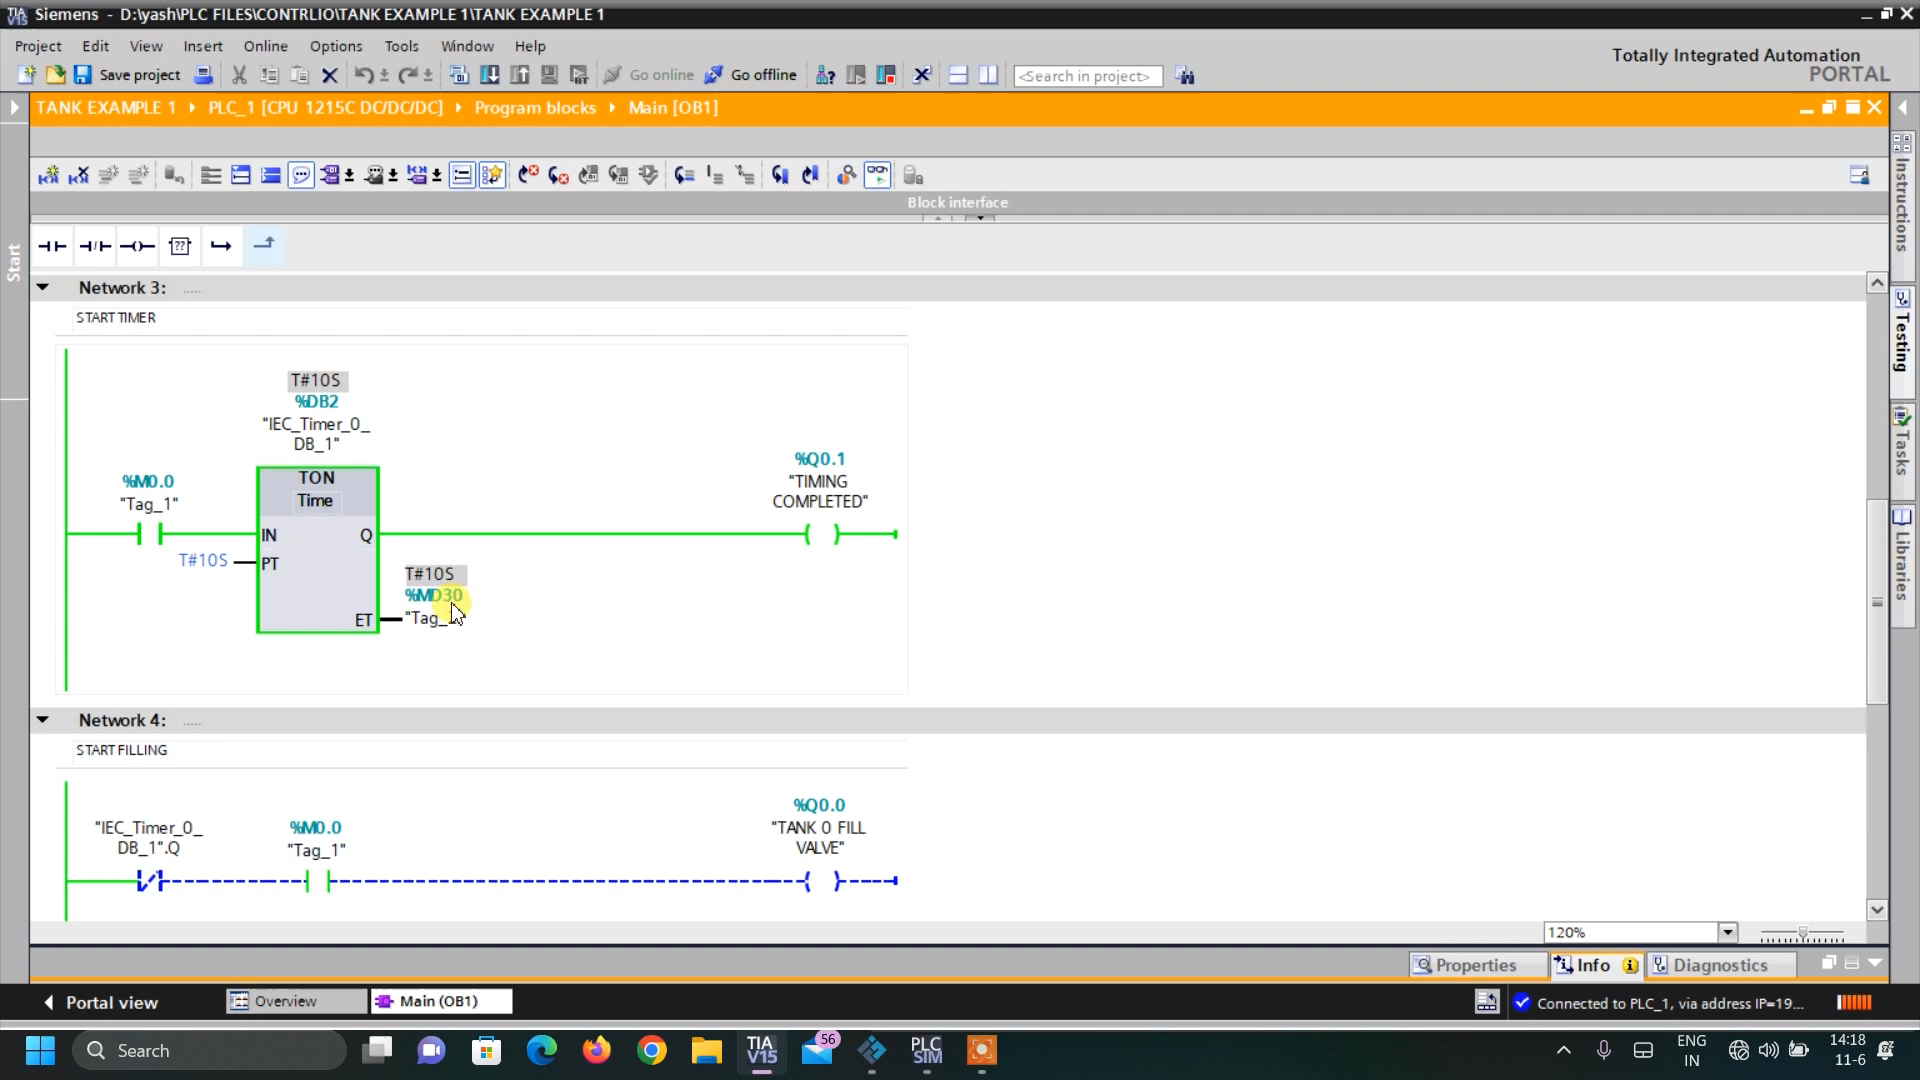 Siemens - D:\yash\PLC FILES\CONTRLIO\TANK EXAMPLE 1\TANK EXAMPLE 1
Project Edit View Insert Online Options Tools Window Help
Totally Integrated Automation
PORTAL
Save project
Go online
Go offline
<Search in project>
TANK EXAMPLE 1 PLC_1 [CPU 1215C DC/DC/DC] Program blocks Main [OB1]
Block interface
??
Start
Instructions
Testing
Tasks
Libraries
Network 3: .....
START TIMER
T#10S
%DB2
"IEC_Timer_0_
DB_1"
%M0.0
"Tag_1"
TON
Time
IN
Q
T#10S
PT
ET
T#10S
%MD30
"Tag_
%Q0.1
"TIMING
COMPLETED"
Network 4: .....
START FILLING
"IEC_Timer_0_
DB_1".Q
%M0.0
"Tag_1"
%Q0.0
"TANK 0 FILL
VALVE"
120%
Properties Info Diagnostics
Portal view Overview Main (OB1)
Connected to PLC_1, via address IP=19...
Search
TIA
V15
56
PLC
SIM
ENG
IN
14:18
11-6